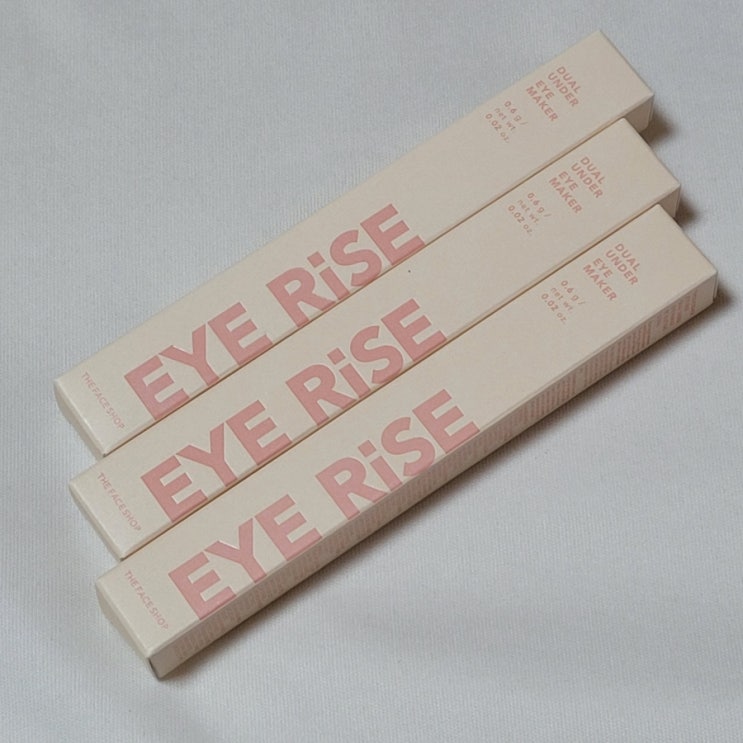 THE FACE SHOP
EYE RiSE
0.6 g /
net wt.
0.02 oz.
DUAL
UNDER
EYE
MAKER
THE FACE SHOP
EYE RiSE
0.6 g /
net wt.
0.02 oz.
DUAL
UNDER
EYE
MAKER
THE FACE SHOP
EYE RiSE
0.6 g /
net wt.
0.02 oz.
DUAL
UNDER
EYE
MAKER